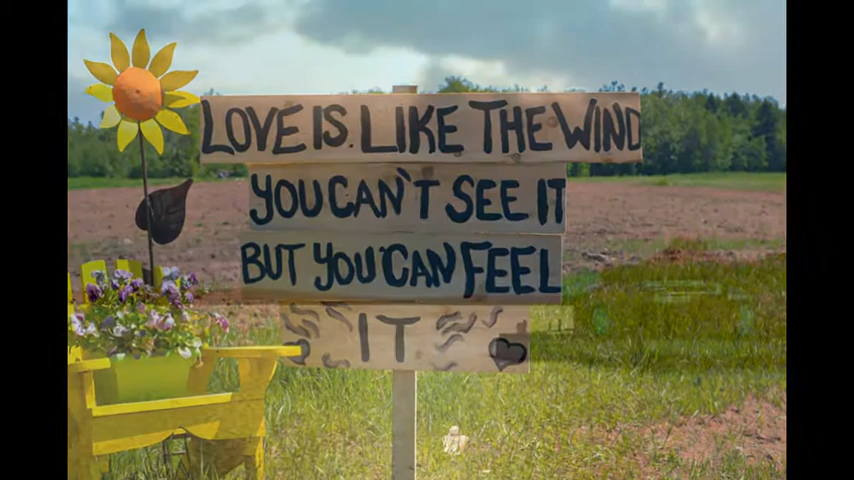 LOVE IS. LIKE THE WIND
YOU CAN'T SEE IT
BUT YOU CAN FEEL
IT